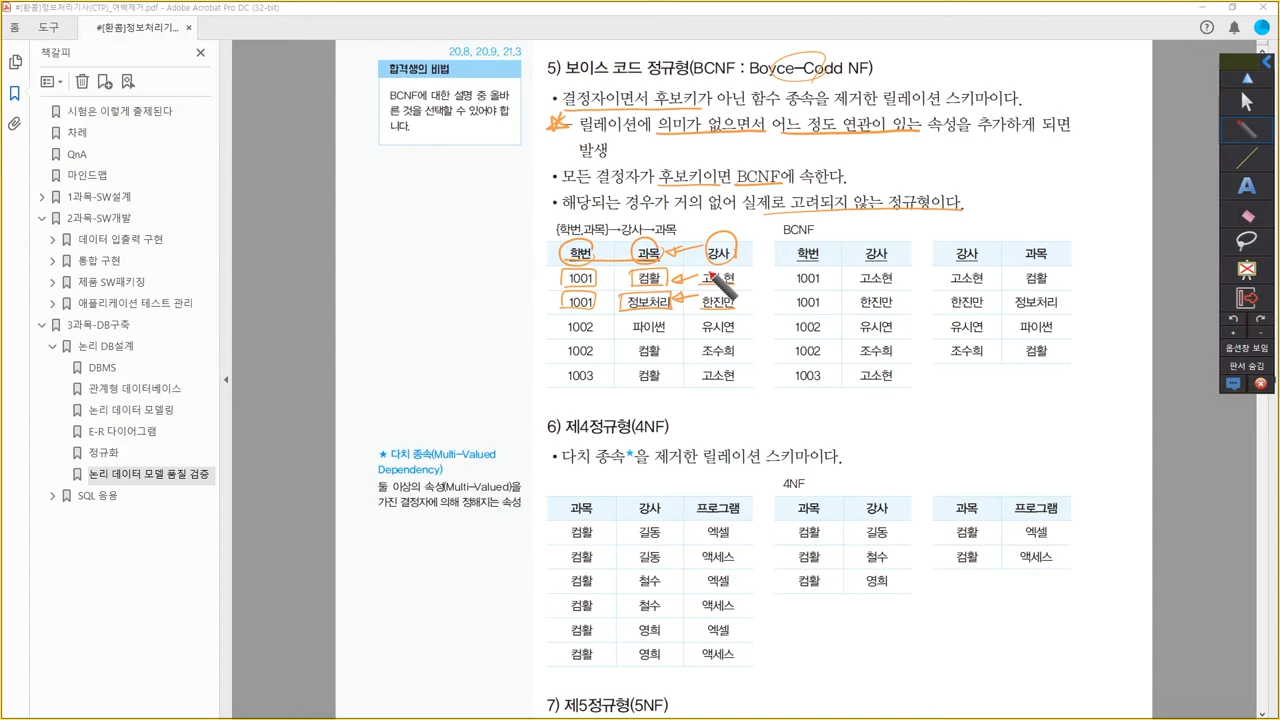 #[환콤]정보처리기사(CTP)_여백제거.pdf - Adobe Acrobat Pro DC (32-bit)
홈
도구
#[환콤]정보처리기...
책갈피
시험은 이렇게 출제된다
차례
QnA
마인드맵
1과목-SW설계
2과목-SW개발
데이터 입출력 구현
통합 구현
제품 SW패키징
애플리케이션 테스트 관리
3과목-DB구축
논리 DB설계
DBMS
관계형 데이터베이스
논리 데이터 모델링
E-R 다이어그램
정규화
논리 데이터 모델 품질 검증
SQL 응용
20.8, 20.9, 21.3
합격생의 비법
BCNF에 대한 설명 중 올바
른 것을 선택할 수 있어야 합
니다.
5) 보이스 코드 정규형(BCNF : Boyce-Codd NF)
• 결정자이면서 후보키가 아닌 함수 종속을 제거한 릴레이션 스키마이다.
- 릴레이션에 의미가 없으면서 어느 정도 연관이 있는 속성을 추가하게 되면
발생
• 모든 결정자가 후보키이면 BCNF에 속한다.
• 해당되는 경우가 거의 없어 실제로 고려되지 않는 정규형이다.
{학번,과목}→강사→과목
학번 과목 강사
1001 컴활 고소현
1001 정보처리 한진만
1002 파이썬 유시연
1002 컴활 조수희
1003 컴활 고소현
BCNF
학번 강사
1001 고소현
1002 한진만
1002 유시연
1002 조수희
1003 고소현
강사 과목
고소현 컴활
한진만 정보처리
유시연 파이썬
조수희 컴활
6) 제4정규형(4NF)
• 다치 종속★을 제거한 릴레이션 스키마이다.
★ 다치 종속(Multi-Valued
Dependency)
둘 이상의 속성(Multi-Valued)을
가진 결정자에 의해 정해지는 속성
과목 강사 프로그램
컴활 길동 엑셀
컴활 길동 액세스
컴활 철수 엑셀
컴활 철수 액세스
컴활 영희 엑셀
컴활 영희 액세스
4NF
과목 강사
컴활 길동
컴활 철수
컴활 영희
과목 프로그램
컴활 엑셀
컴활 액세스
7) 제5정규형(5NF)
A
옵션창 보임
판서 숨김